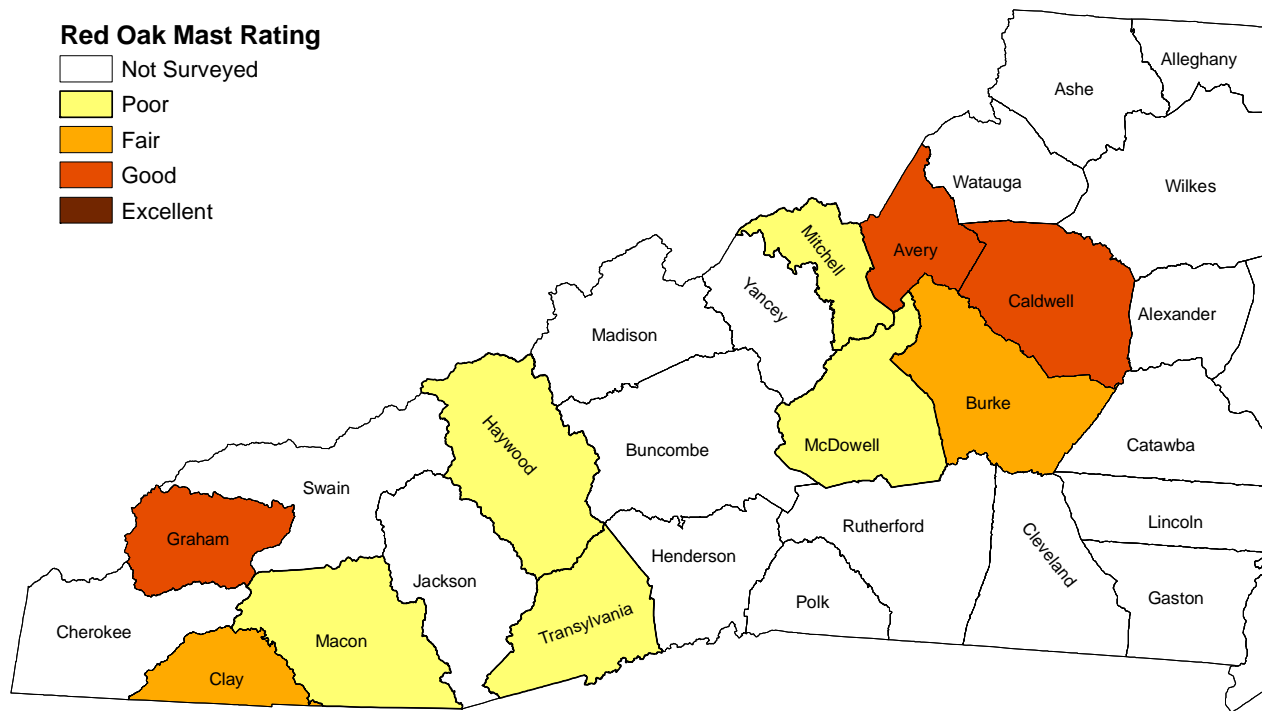 Red Oak Mast Rating
Not Surveyed
Poor
Fair
Good
Excellent
Alleghany
Ashe
Watauga
Wilkes
Mitchell
Avery
Yancey
Caldwell
Alexander
Madison
Burke
Haywood
Buncombe
McDowell
Catawba
Swain
Graham
Jackson
Henderson
Rutherford
Cleveland
Lincoln
Cherokee
Macon
Transylvania
Polk
Gaston
Clay